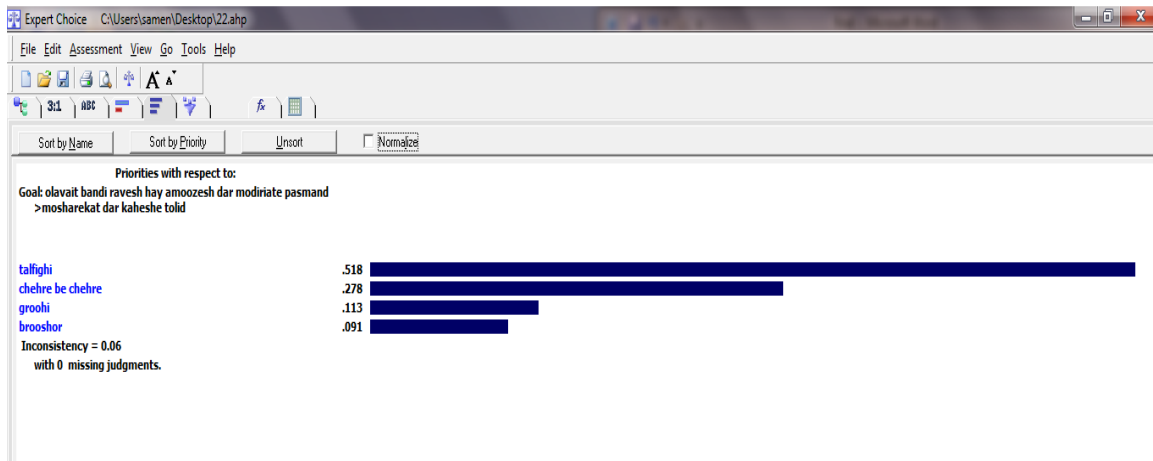 Expert Choice C:\Users\samen\Desktop\22.ahp
File Edit Assessment View Go Tools Help
A A
3:1 ABC fx
Sort by Name Sort by Priority Unsort Normalize
Priorities with respect to:
Goal: olavait bandi ravesh hay amoozesh dar modiriate pasmand
>mosharekat dar kaheshe tolid
talfighi .518
chehre be chehre .278
groohi .113
brooshor .091
Inconsistency = 0.06
with 0 missing judgments.